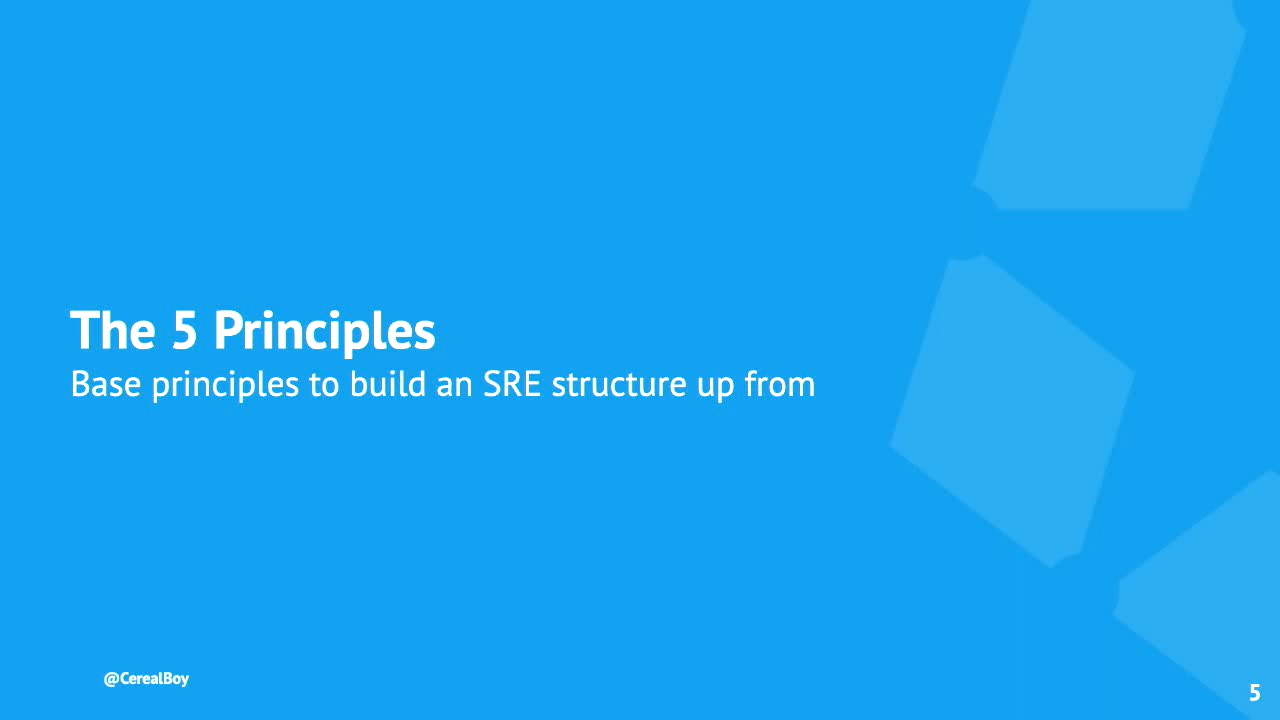 The 5 Principles
Base principles to build an SRE structure up from
@CerealBoy
5